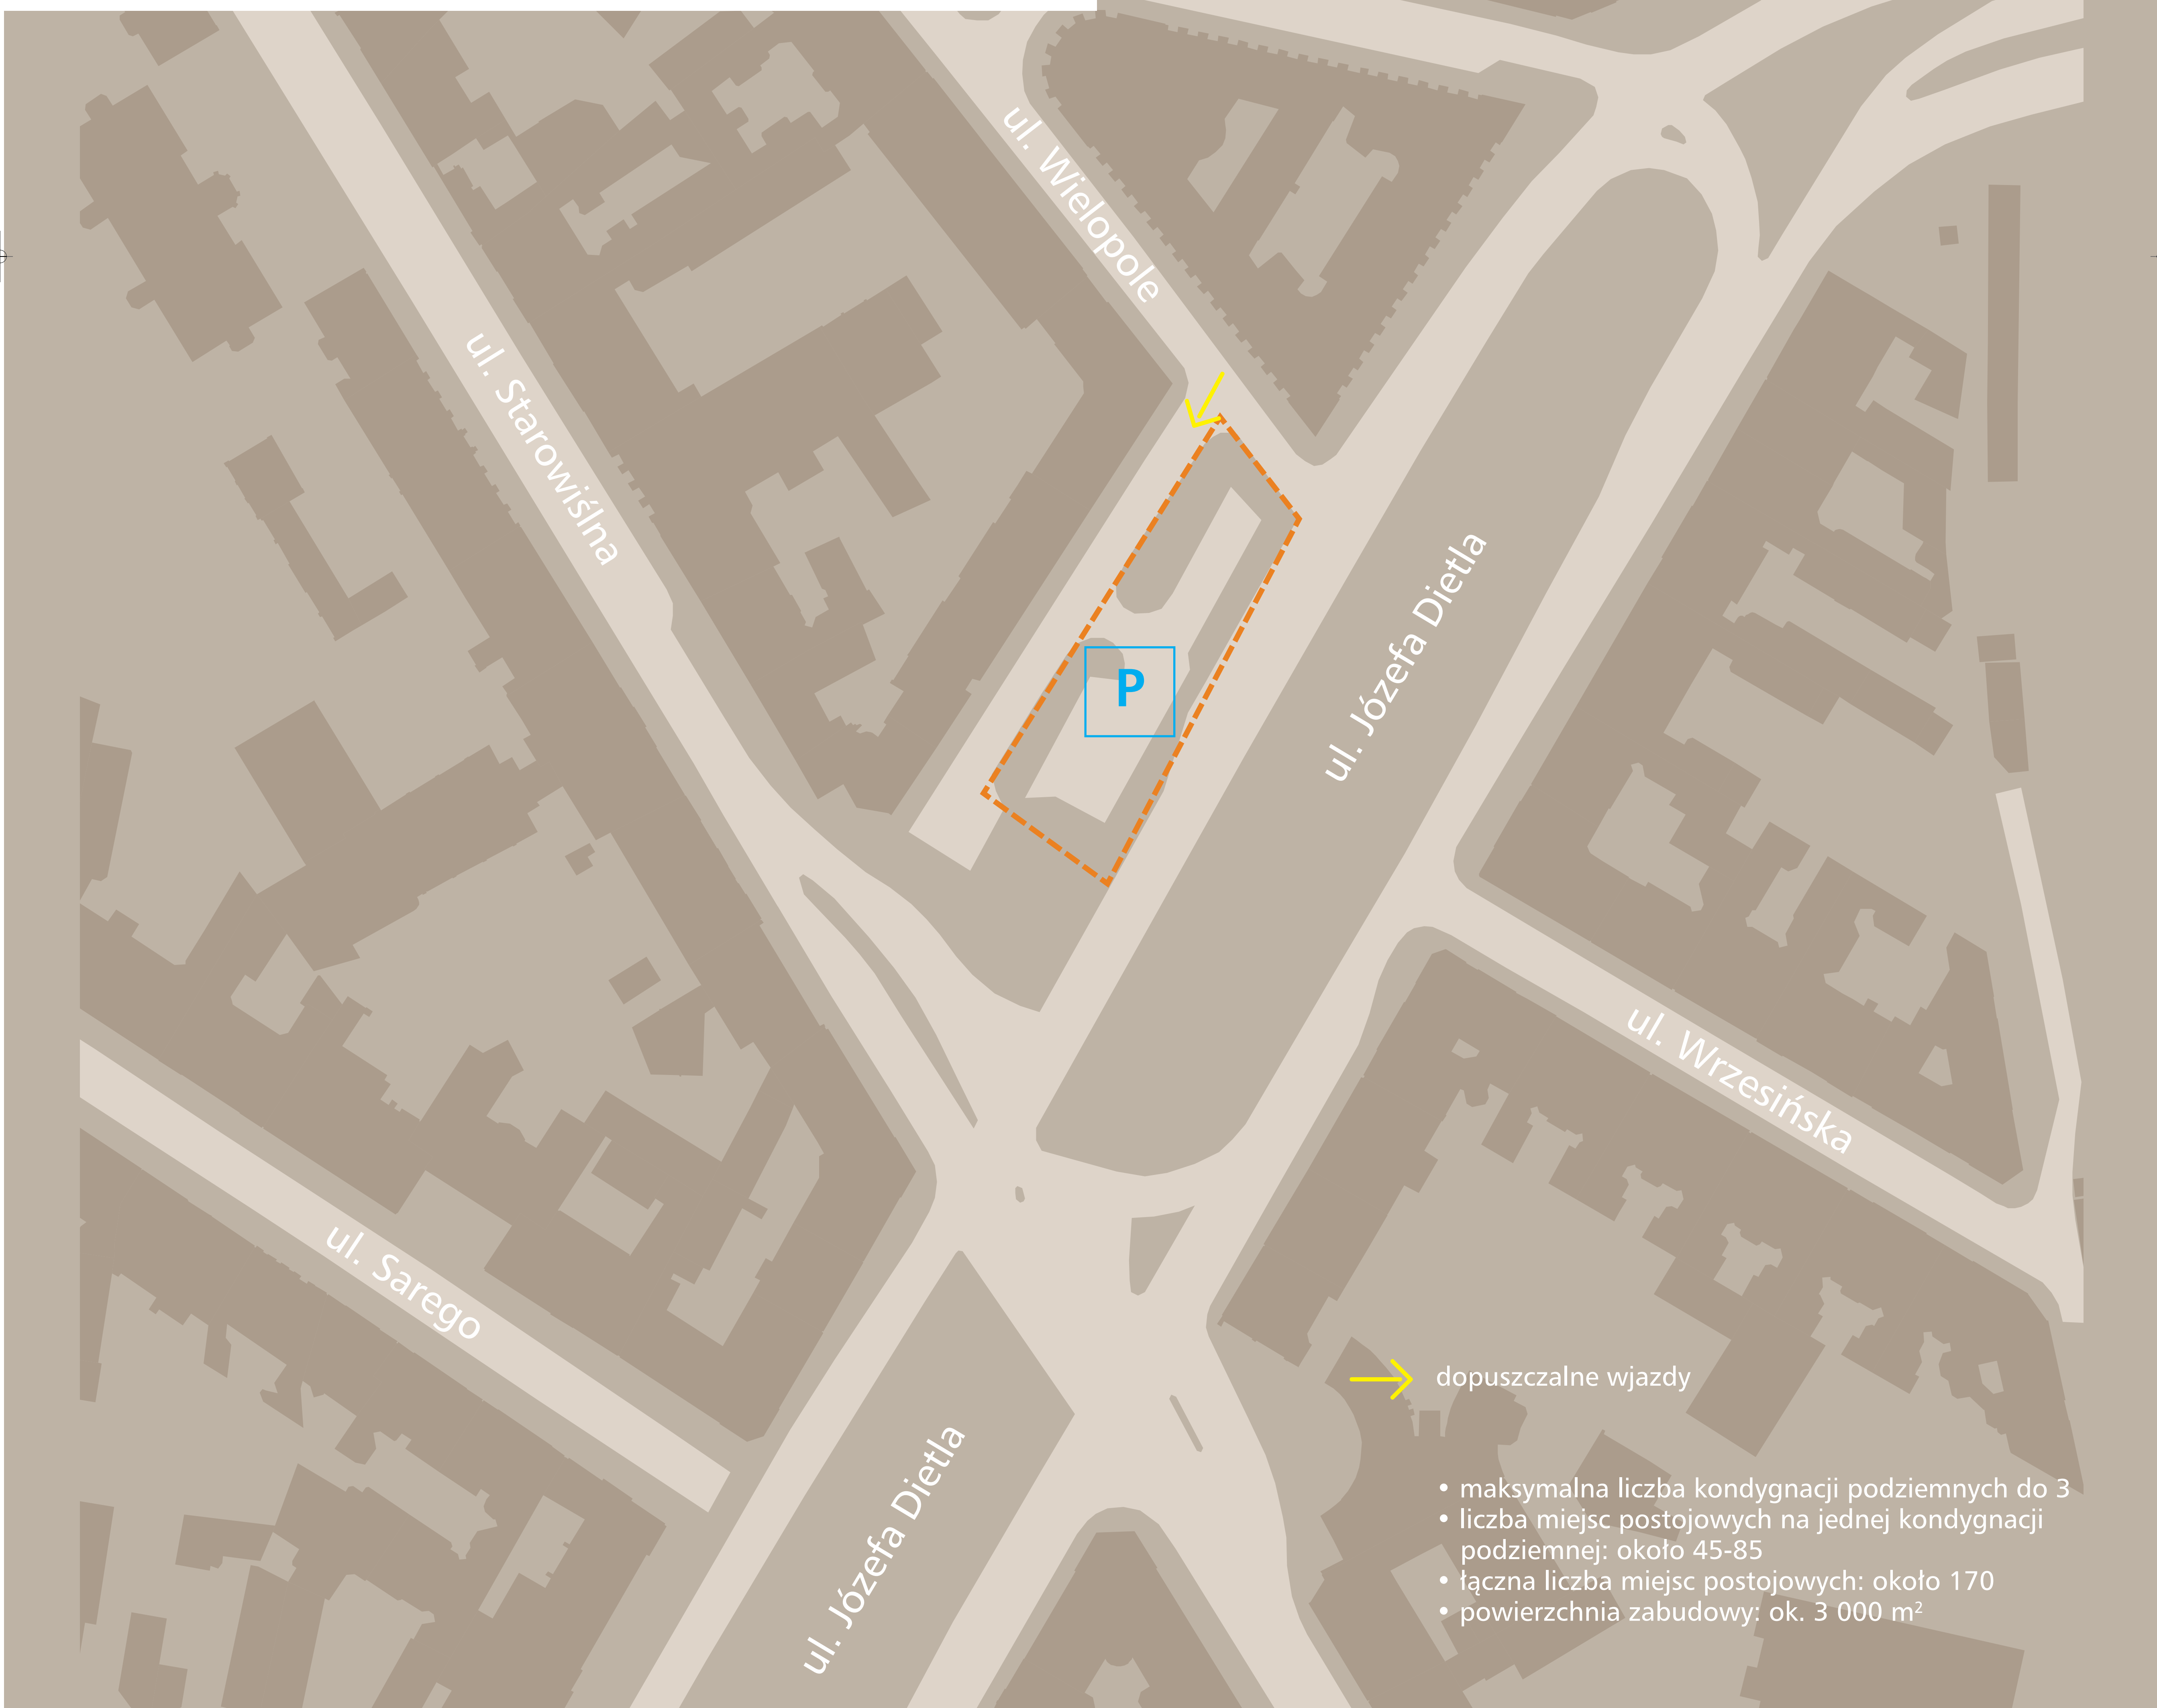 ul. Wielopole
ul. Starowiślna
ul. Józefa Dietla
P
ul. Wrzesińska
ul. Sarego
ul. Józefa Dietla
dopuszczalne wjazdy
• maksymalna liczba kondygnacji podziemnych do 3
• liczba miejsc postojowych na jednej kondygnacji
podziemnej: około 45-85
• łączna liczba miejsc postojowych: około 170
• powierzchnia zabudowy: ok. 3 000 m²